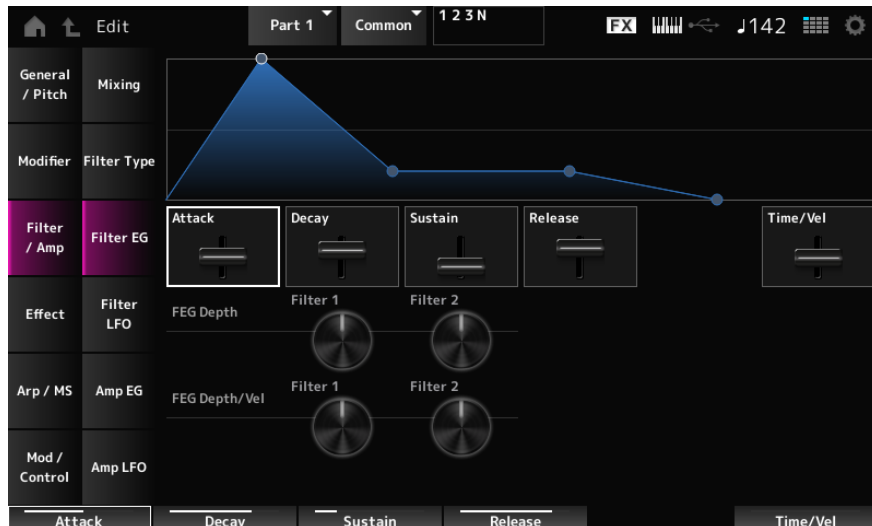 Edit
Part 1
Common
1 2 3 N
FX
♩142
General
/ Pitch
Mixing
Modifier
Filter Type
Filter
/ Amp
Filter EG
Effect
Filter
LFO
Arp / MS
Amp EG
Mod /
Control
Amp LFO
Attack
Decay
Sustain
Release
Time/Vel
FEG Depth
Filter 1
Filter 2
FEG Depth/Vel
Filter 1
Filter 2
Attack
Decay
Sustain
Release
Time/Vel